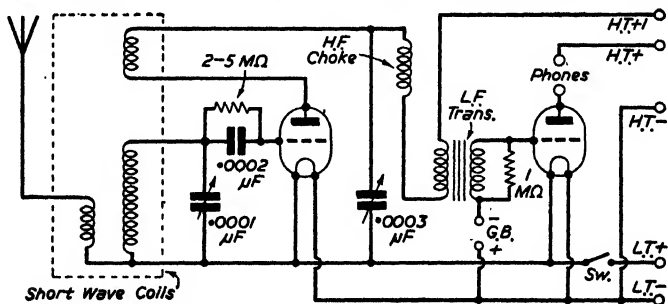 H.T.+1
H.F.
Choke
H.T.+
2-5 MΩ
Phones
L.F.
Trans.
H.T.-
.0002
μF
1
MΩ
.0001
μF
.0003
μF
-
G.B.
+
L.T.+
Sw.
L.T.-
Short Wave Coils